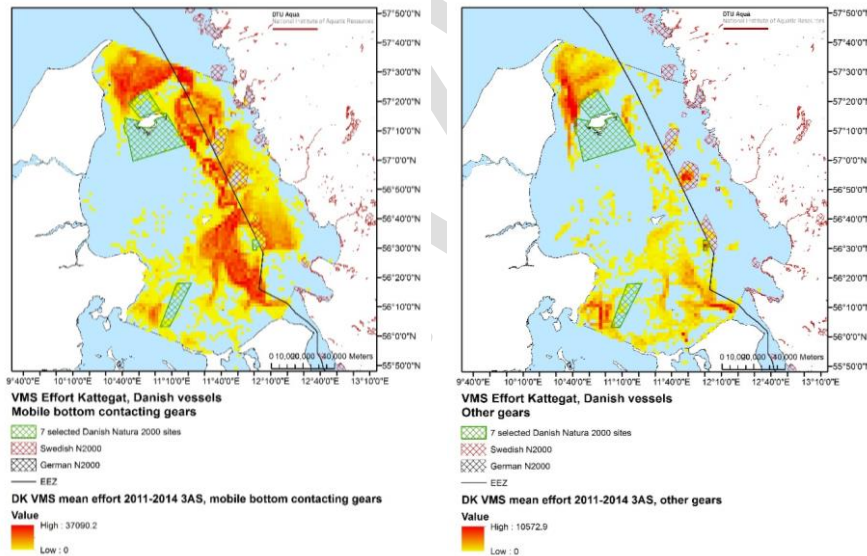 DTU Aqua
National Institute of Aquatic Resources
57°50'0"N
57°40'0"N
57°30'0"N
57°20'0"N
57°10'0"N
57°0'0"N
56°50'0"N
56°40'0"N
56°30'0"N
56°20'0"N
56°10'0"N
56°0'0"N
55°50'0"N
0 10,000 20,000 40,000 Meters
9°40'0"E 10°10'0"E 10°40'0"E 11°10'0"E 11°40'0"E 12°10'0"E 12°40'0"E 13°10'0"E
VMS Effort Kattegat, Danish vessels
Mobile bottom contacting gears
7 selected Danish Natura 2000 sites
Swedish N2000
German N2000
EEZ
DK VMS mean effort 2011-2014 3AS, mobile bottom contacting gears
Value
High : 37090.2
Low : 0
DTU Aqua
National Institute of Aquatic Resources
57°50'0"N
57°40'0"N
57°30'0"N
57°20'0"N
57°10'0"N
57°0'0"N
56°50'0"N
56°40'0"N
56°30'0"N
56°20'0"N
56°10'0"N
56°0'0"N
55°50'0"N
0 10,000 20,000 40,000 Meters
9°40'0"E 10°10'0"E 10°40'0"E 11°10'0"E 11°40'0"E 12°10'0"E 12°40'0"E 13°10'0"E
VMS Effort Kattegat, Danish vessels
Other gears
7 selected Danish Natura 2000 sites
Swedish N2000
German N2000
EEZ
DK VMS mean effort 2011-2014 3AS, other gears
Value
High : 10572.9
Low : 0